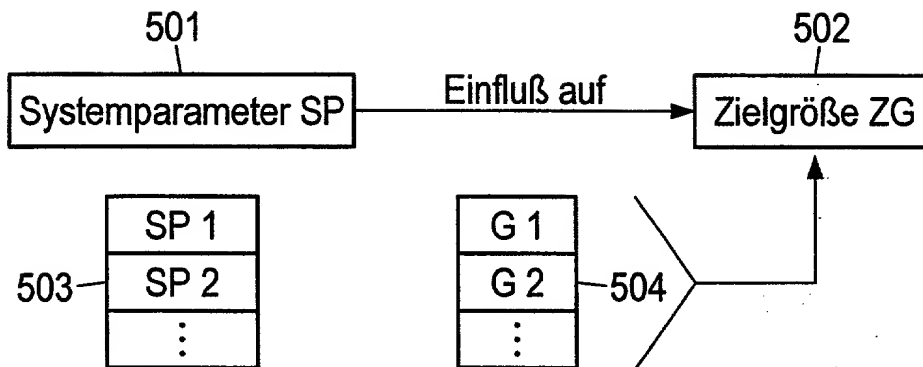 501
502
Systemparameter SP
Einfluß auf
Zielgröße ZG
SP 1
G 1
503
SP 2
G 2
504
⋮
⋮